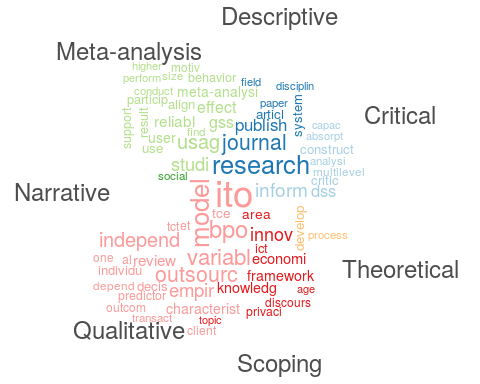 Descriptive
Meta-analysis
higher motiv
perform size behavior field disciplin
conduct meta-analysi
particip align effect paper system
support result reliabl gss articl publish capac
user find usag journal absorpt
use construct
studi research analysi
social multilevel
critic
Critical
Narrative
model ito inform dss
tce area develop
tct et bpo innov process
independ ict
one al review variabl economi
individu outsourc framework
depend decls empir knowledg age
predictor discours
outcom characterist privaci
transact topic
client
Theoretical
Qualitative
Scoping